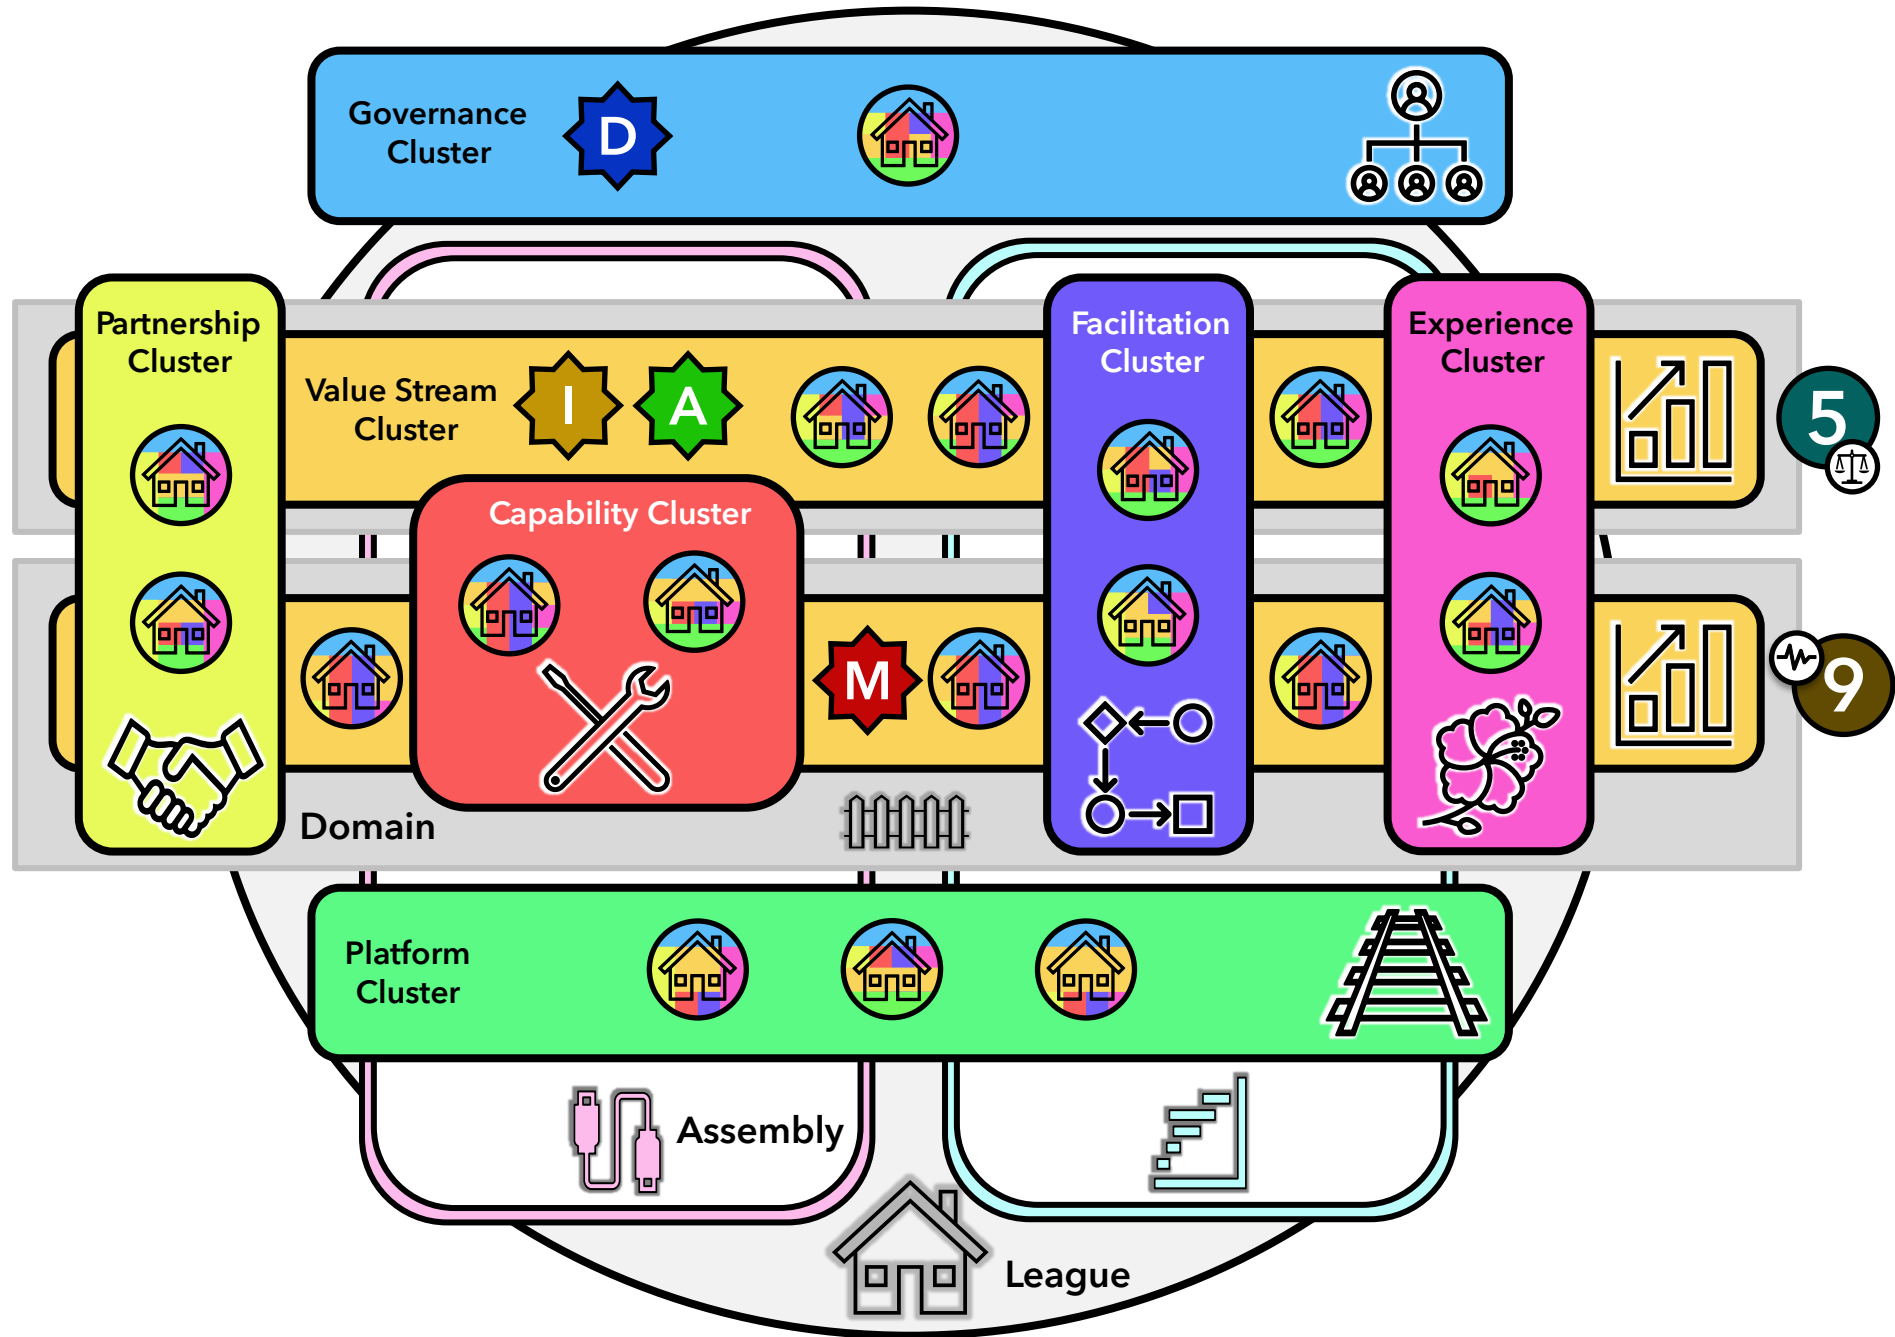 Governance
Cluster
D
Partnership
Cluster
Value Stream
Cluster
I
A
Facilitation
Cluster
Experience
Cluster
5
Capability Cluster
M
9
Domain
Platform
Cluster
Assembly
League